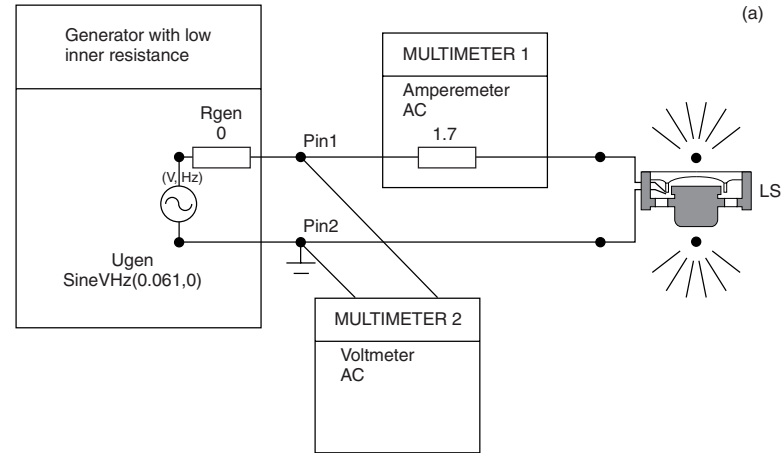 (a)
Generator with low
inner resistance
MULTIMETER 1
Amperemeter
AC
1.7
Rgen
0
Pin1
(V, Hz)
LS
Pin2
Ugen
SineVHz(0.061,0)
MULTIMETER 2
Voltmeter
AC